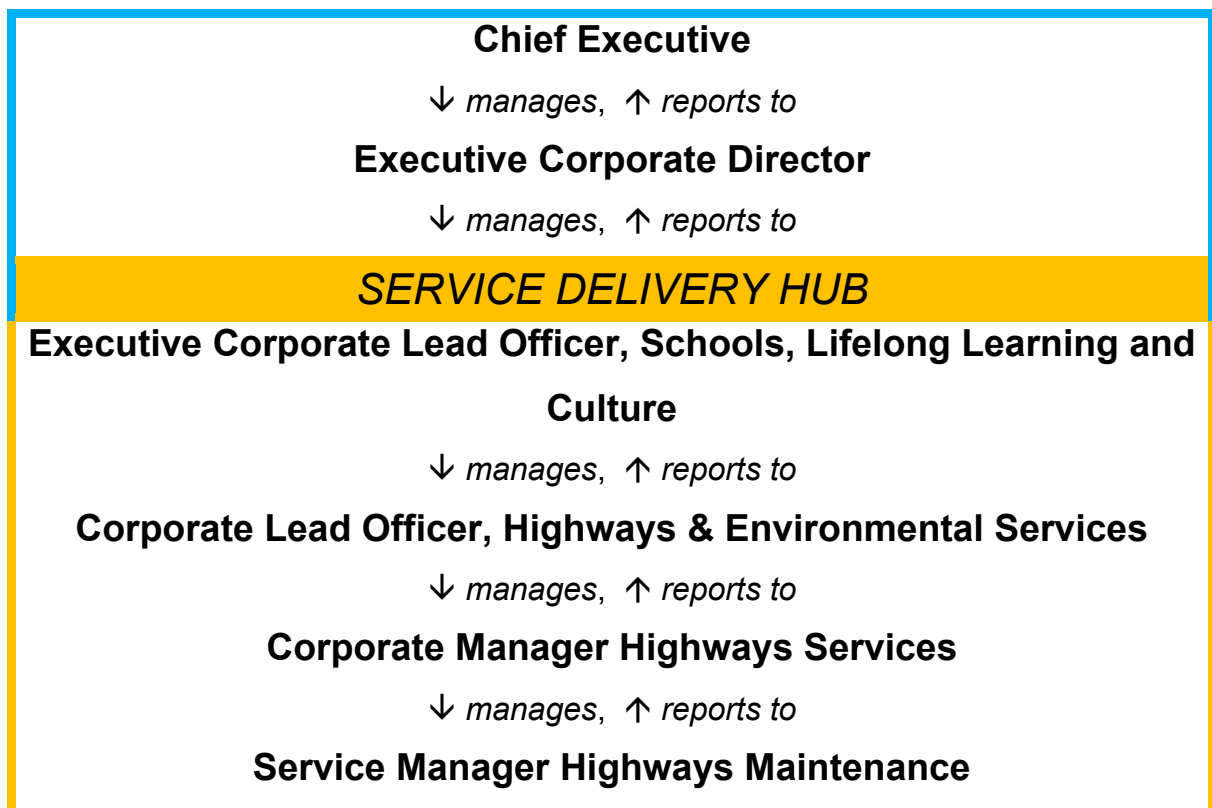 Chief Executive
↓ manages, ↑ reports to
Executive Corporate Director
↓ manages, ↑ reports to
SERVICE DELIVERY HUB
Executive Corporate Lead Officer, Schools, Lifelong Learning and
Culture
↓ manages, ↑ reports to
Corporate Lead Officer, Highways & Environmental Services
↓ manages, ↑ reports to
Corporate Manager Highways Services
↓ manages, ↑ reports to
Service Manager Highways Maintenance